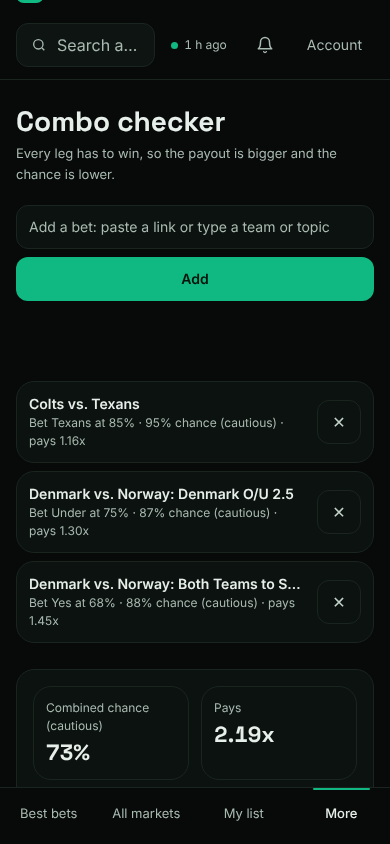 Search a...
1 h ago
Account
Combo checker
Every leg has to win, so the payout is bigger and the
chance is lower.
Add a bet: paste a link or type a team or topic
Add
Colts vs. Texans
Bet Texans at 85% · 95% chance (cautious) ·
pays 1.16x
Denmark vs. Norway: Denmark O/U 2.5
Bet Under at 75% · 87% chance (cautious) ·
pays 1.30x
Denmark vs. Norway: Both Teams to S...
Bet Yes at 68% · 88% chance (cautious) · pays
1.45x
Combined chance
(cautious)
73%
Pays
2.19x
Best bets
All markets
My list
More